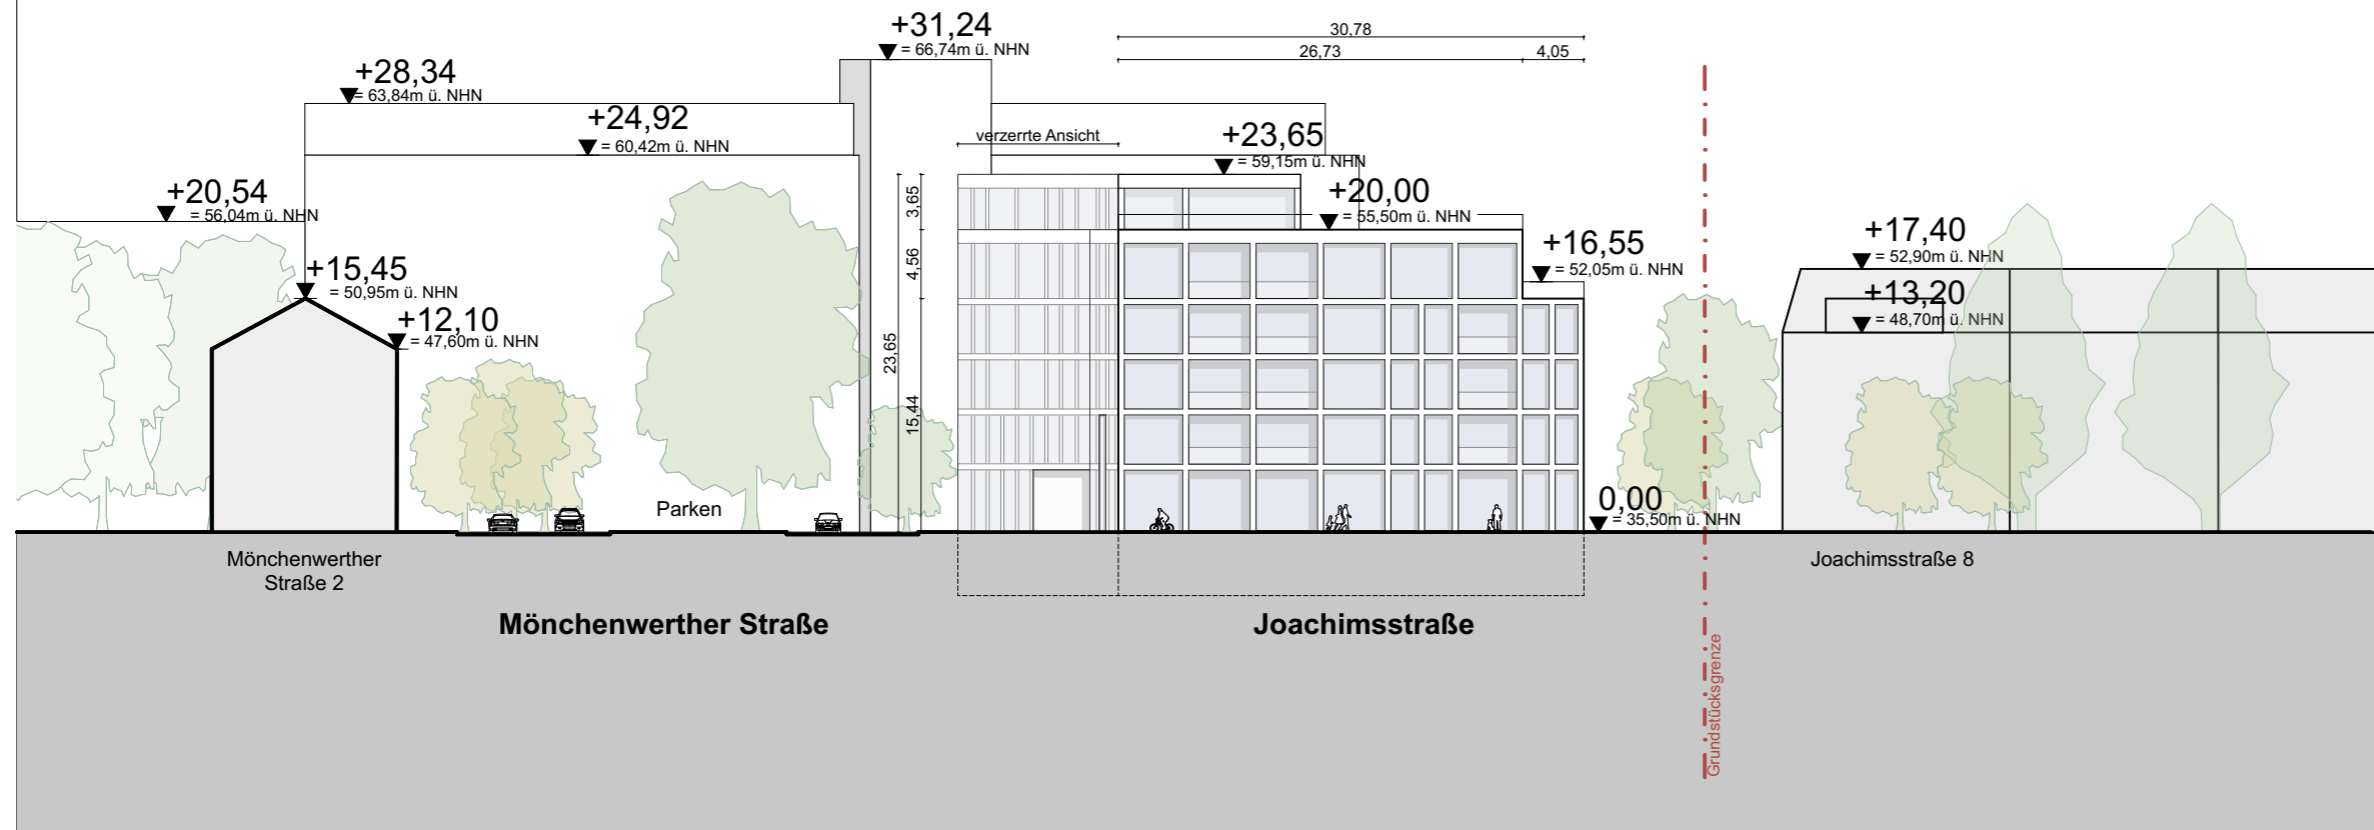 +31,24
= 66,74m ü. NHN
30,78
26,73
4,05
+28,34
= 63,84m ü. NHN
+24,92
= 60,42m ü. NHN
verzerrte Ansicht
+23,65
= 59,15m ü. NHN
+20,54
= 56,04m ü. NHN
+20,00
= 55,50m ü. NHN
3,65
4,56
23,65
15,44
+16,55
= 52,05m ü. NHN
+17,40
= 52,90m ü. NHN
+15,45
= 50,95m ü. NHN
+13,20
= 48,70m ü. NHN
+12,10
= 47,60m ü. NHN
Parken
0,00
= 35,50m ü. NHN
Mönchenwerther
Straße 2
Joachimsstraße 8
Mönchenwerther Straße
Joachimsstraße
Grundstücksgrenze